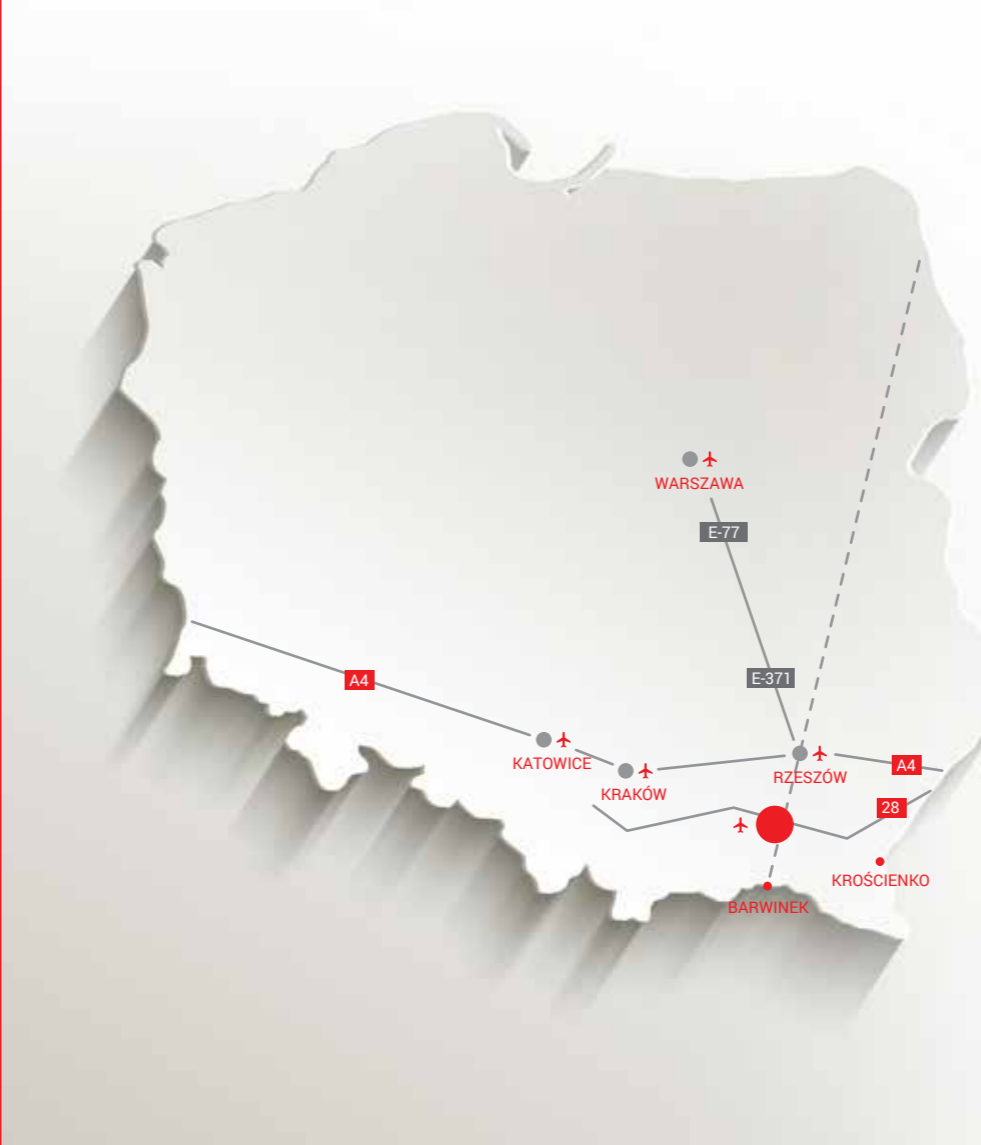 WARSZAWA
E-77
E-371
A4
KATOWICE
KRAKÓW
RZESZÓW
A4
28
KROŚCIENKO
BARWINEK